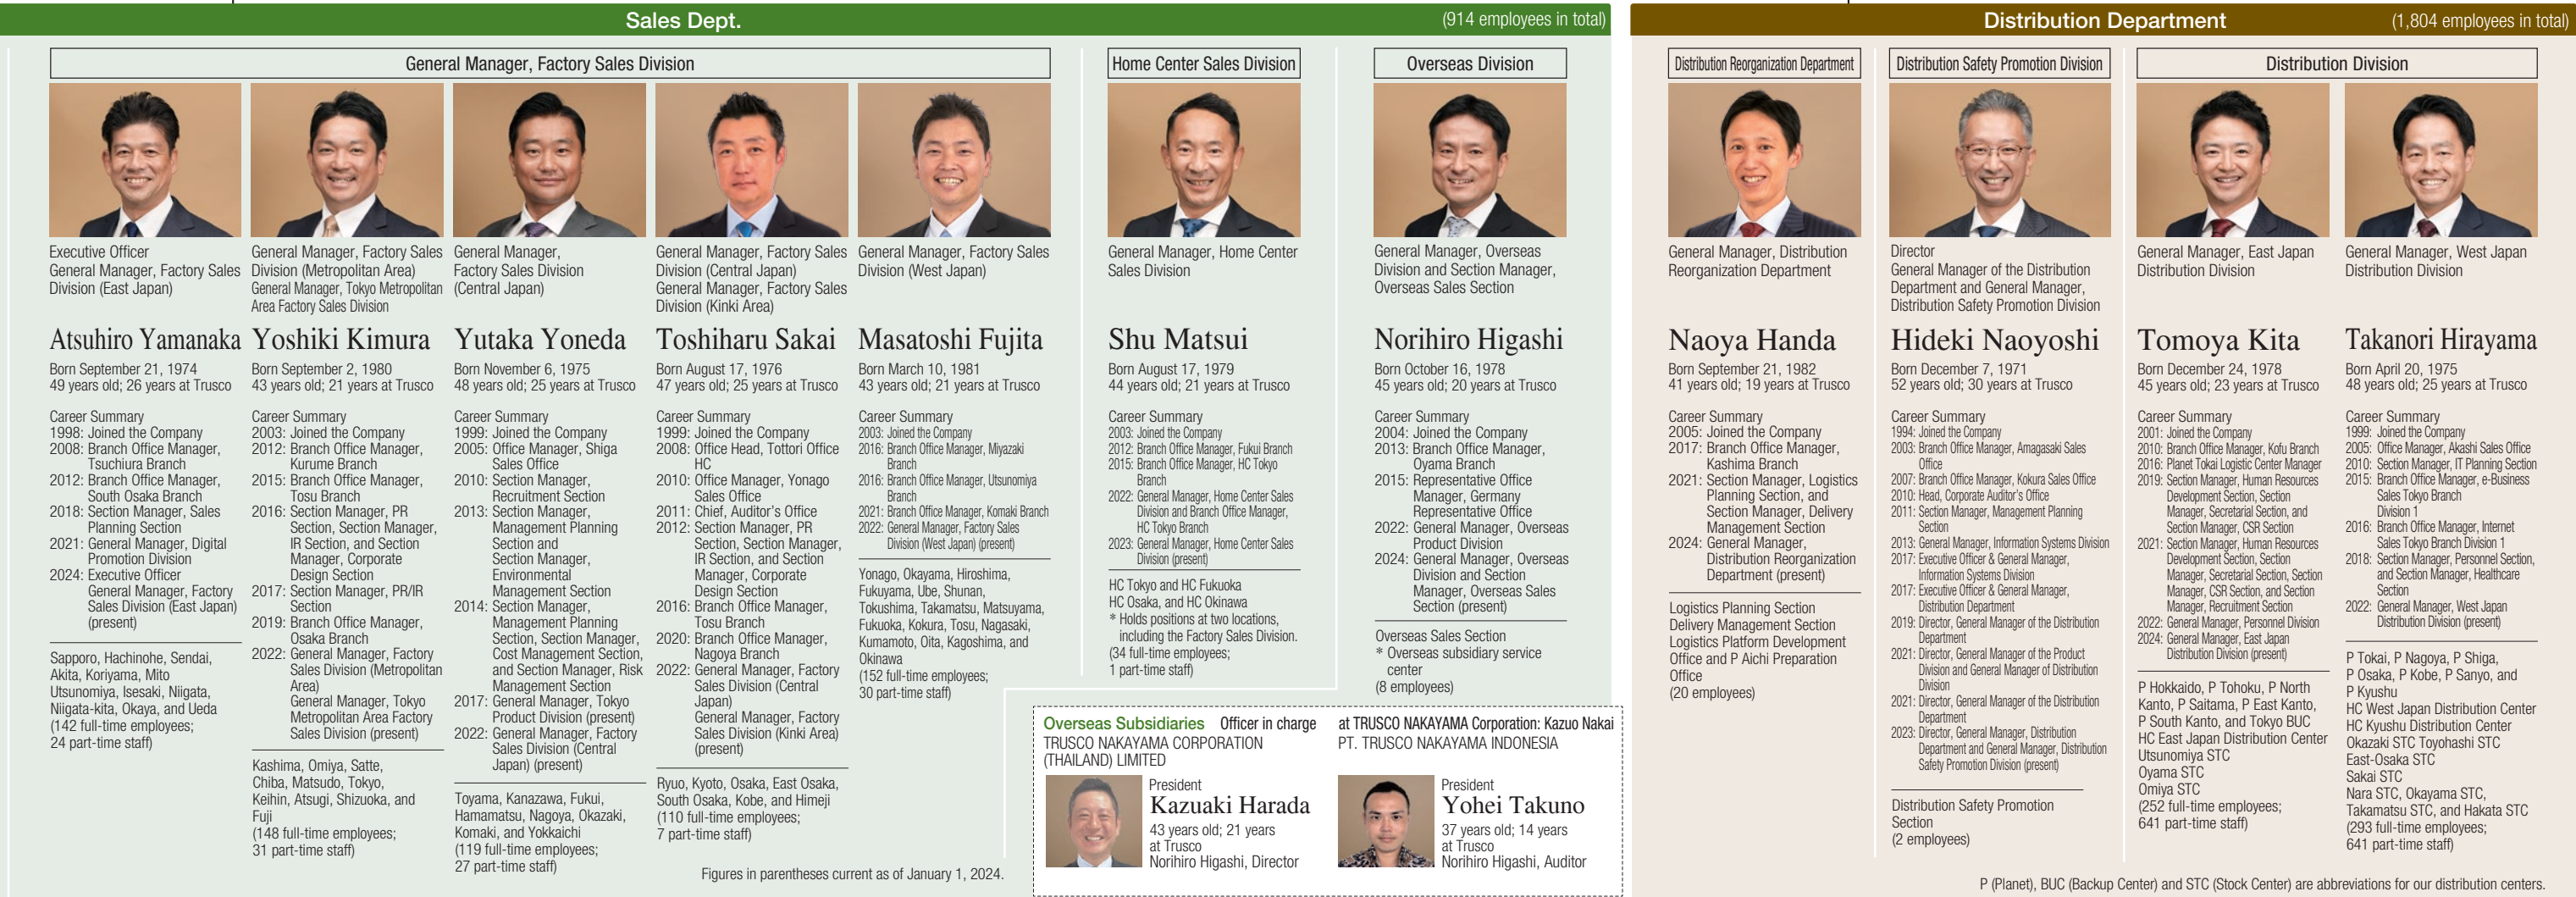 Sales Dept.
(914 employees in total)
General Manager, Factory Sales Division
Executive Officer
General Manager, Factory Sales
Division (East Japan)
Atsuhiro Yamanaka
Born September 21, 1974
49 years old; 26 years at Trusco
Career Summary
1998: Joined the Company
2008: Branch Office Manager,
Tsuchiura Branch
2012: Branch Office Manager,
South Osaka Branch
2018: Section Manager, Sales
Planning Section
2021: General Manager, Digital
Promotion Division
2024: Executive Officer
General Manager, Factory
Sales Division (East Japan)
(present)
Sapporo, Hachinohe, Sendai,
Akita, Koriyama, Mito
Utsunomiya, Isesaki, Niigata,
Niigata-kita, Okaya, and Ueda
(142 full-time employees;
24 part-time staff)
General Manager, Factory Sales
Division (Metropolitan Area)
General Manager, Tokyo Metropolitan
Area Factory Sales Division
Yoshiki Kimura
Born September 2, 1980
43 years old; 21 years at Trusco
Career Summary
2003: Joined the Company
2012: Branch Office Manager,
Kurume Branch
2015: Branch Office Manager,
Tosu Branch
2016: Section Manager, PR
Section, Section Manager,
IR Section, and Section
Manager, Corporate
Design Section
2017: Section Manager, PR/IR
Section
2019: Branch Office Manager,
Osaka Branch
2022: General Manager, Factory
Sales Division (Metropolitan
Area)
General Manager, Tokyo
Metropolitan Area Factory
Sales Division (present)
Kashima, Omiya, Satte,
Chiba, Matsudo, Tokyo,
Keihin, Atsugi, Shizuoka, and
Fuji
(148 full-time employees;
31 part-time staff)
General Manager,
Factory Sales Division
(Central Japan)
Yutaka Yoneda
Born November 6, 1975
48 years old; 25 years at Trusco
Career Summary
1999: Joined the Company
2005: Office Manager, Shiga
Sales Office
2010: Section Manager,
Recruitment Section
2013: Section Manager,
Management Planning
Section and
Section Manager,
Environmental
Management Section
2014: Section Manager,
Management Planning
Section, Section Manager,
Cost Management Section,
and Section Manager, Risk
Management Section
2017: General Manager, Tokyo
Product Division (present)
2022: General Manager, Factory
Sales Division (Central
Japan) (present)
Toyama, Kanazawa, Fukui,
Hamamatsu, Nagoya, Okazaki,
Komaki, and Yokkaichi
(119 full-time employees;
27 part-time staff)
General Manager, Factory Sales
Division (Central Japan)
General Manager, Factory Sales
Division (Kinki Area)
Toshiharu Sakai
Born August 17, 1976
47 years old; 25 years at Trusco
Career Summary
1999: Joined the Company
2008: Office Head, Tottori Office
HC
2010: Office Manager, Yonago
Sales Office
2011: Chief, Auditor's Office
2012: Section Manager, PR
Section, Section Manager,
IR Section, and Section
Manager, Corporate
Design Section
2016: Branch Office Manager,
Tosu Branch
2020: Branch Office Manager,
Nagoya Branch
2022: General Manager, Factory
Sales Division (Central
Japan)
General Manager, Factory
Sales Division (Kinki Area)
(present)
Ryuo, Kyoto, Osaka, East Osaka,
South Osaka, Kobe, and Himeji
(110 full-time employees;
7 part-time staff)
General Manager, Factory Sales
Division (West Japan)
Masatoshi Fujita
Born March 10, 1981
43 years old; 21 years at Trusco
Career Summary
2003: Joined the Company
2016: Branch Office Manager, Miyazaki
Branch
2016: Branch Office Manager, Utsunomiya
Branch
2021: Branch Office Manager, Komaki Branch
2022: General Manager, Factory Sales
Division (West Japan) (present)
Yonago, Okayama, Hiroshima,
Fukuyama, Ube, Shunan,
Tokushima, Takamatsu, Matsuyama,
Fukuoka, Kokura, Tosu, Nagasaki,
Kumamoto, Oita, Kagoshima, and
Okinawa
(152 full-time employees;
30 part-time staff)
Home Center Sales Division
General Manager, Home Center
Sales Division
Shu Matsui
Born August 17, 1979
44 years old; 21 years at Trusco
Career Summary
2003: Joined the Company
2012: Branch Office Manager, Fukui Branch
2015: Branch Office Manager, HC Tokyo
Branch
2022: General Manager, Home Center Sales
Division and Branch Office Manager,
HC Tokyo Branch
2023: General Manager, Home Center Sales
Division (present)
HC Tokyo and HC Fukuoka
HC Osaka, and HC Okinawa
* Holds positions at two locations,
including the Factory Sales Division.
(34 full-time employees;
1 part-time staff)
Overseas Division
General Manager, Overseas
Division and Section Manager,
Overseas Sales Section
Norihiro Higashi
Born October 16, 1978
45 years old; 20 years at Trusco
Career Summary
2004: Joined the Company
2013: Branch Office Manager,
Oyama Branch
2015: Representative Office
Manager, Germany
Representative Office
2022: General Manager, Overseas
Product Division
2024: General Manager, Overseas
Division and Section
Manager, Overseas Sales
Section (present)
Overseas Sales Section
* Overseas subsidiary service
center
(8 employees)
Overseas Subsidiaries Officer in charge at TRUSCO NAKAYAMA Corporation: Kazuo Nakai
TRUSCO NAKAYAMA CORPORATION
(THAILAND) LIMITED
President
Kazuaki Harada
43 years old; 21 years
at Trusco
Norihiro Higashi, Director
PT. TRUSCO NAKAYAMA INDONESIA
President
Yohei Takuno
37 years old; 14 years
at Trusco
Norihiro Higashi, Auditor
Figures in parentheses current as of January 1, 2024.
Distribution Department
(1,804 employees in total)
Distribution Reorganization Department
General Manager, Distribution
Reorganization Department
Naoya Handa
Born September 21, 1982
41 years old; 19 years at Trusco
Career Summary
2005: Joined the Company
2017: Branch Office Manager,
Kashima Branch
2021: Section Manager, Logistics
Planning Section, and
Section Manager, Delivery
Management Section
2024: General Manager,
Distribution Reorganization
Department (present)
Logistics Planning Section
Delivery Management Section
Logistics Platform Development
Office and P Aichi Preparation
Office
(20 employees)
Distribution Safety Promotion Division
Director
General Manager of the Distribution
Department and General Manager,
Distribution Safety Promotion Division
Hideki Naoyoshi
Born December 7, 1971
52 years old; 30 years at Trusco
Career Summary
1994: Joined the Company
2003: Branch Office Manager, Amagasaki Sales
Office
2007: Branch Office Manager, Kokura Sales Office
2010: Head, Corporate Auditor's Office
2011: Section Manager, Management Planning
Section
2013: General Manager, Information Systems Division
2017: Executive Officer & General Manager,
Information Systems Division
2017: Executive Officer & General Manager,
Distribution Department
2019: Director, General Manager of the Distribution
Department
2021: Director, General Manager of the Product
Division and General Manager of Distribution
Division
2021: Director, General Manager of the Distribution
Department
2023: Director, General Manager, Distribution
Department and General Manager, Distribution
Safety Promotion Division (present)
Distribution Safety Promotion
Section
(2 employees)
Distribution Division
General Manager, East Japan
Distribution Division
Tomoya Kita
Born December 24, 1978
45 years old; 23 years at Trusco
Career Summary
2001: Joined the Company
2010: Branch Office Manager, Kofu Branch
2016: Planet Tokai Logistic Center Manager
2019: Section Manager, Human Resources
Development Section, Section
Manager, Secretarial Section, and
Section Manager, CSR Section
2021: Section Manager, Human Resources
Development Section, Section
Manager, Secretarial Section, Section
Manager, CSR Section, and Section
Manager, Recruitment Section
2022: General Manager, Personnel Division
2024: General Manager, East Japan
Distribution Division (present)
P Hokkaido, P Tohoku, P North
Kanto, P Saitama, P East Kanto,
P South Kanto, and Tokyo BUC
HC East Japan Distribution Center
Utsunomiya STC
Oyama STC
Omiya STC
(252 full-time employees;
641 part-time staff)
General Manager, West Japan
Distribution Division
Takanori Hirayama
Born April 20, 1975
48 years old; 25 years at Trusco
Career Summary
1999: Joined the Company
2005: Office Manager, Akashi Sales Office
2010: Section Manager, IT Planning Section
2015: Branch Office Manager, e-Business
Sales Tokyo Branch
Division 1
2016: Branch Office Manager, Internet
Sales Tokyo Branch Division 1
2018: Section Manager, Personnel Section,
and Section Manager, Healthcare
Section
2022: General Manager, West Japan
Distribution Division (present)
P Tokai, P Nagoya, P Shiga,
P Osaka, P Kobe, P Sanyo, and
P Kyushu
HC West Japan Distribution Center
HC Kyushu Distribution Center
Okazaki STC Toyohashi STC
East-Osaka STC
Sakai STC
Nara STC, Okayama STC,
Takamatsu STC, and Hakata STC
(293 full-time employees;
641 part-time staff)
P (Planet), BUC (Backup Center) and STC (Stock Center) are abbreviations for our distribution centers.